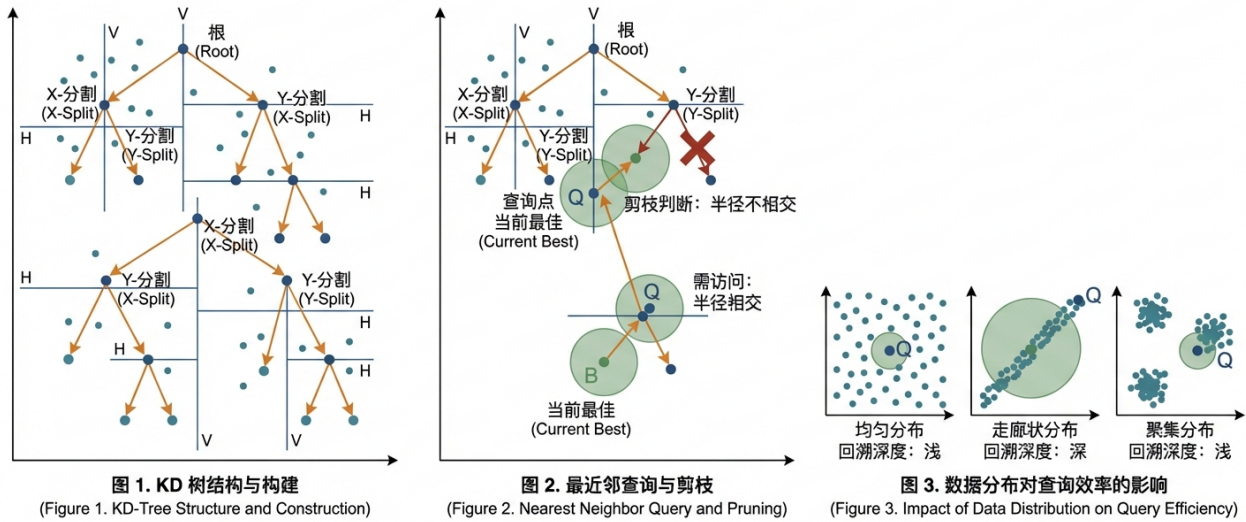 V
V
根
(Root)
X-分割
(X-Split)
Y-分割
(X-Split)
H
H
Y-分割
(Y-Split)
H
X-分割
(X-Split)
H
Y-分割
(X-Split)
Y-分割
(Y-Split)
H
H
H
V
V
图 1. KD 树结构与构建
(Figure 1. KD-Tree Structure and Construction)
V
V
根
(Root)
X-分割
(X-Split)
Y-分割
(Y-Split)
H
Y-分割
(Y-Split)
Q
查询点
当前最佳
(Current Best)
剪枝判断：半径不相交
需访问：
半径相交
Q
B
当前最佳
(Current Best)
图 2. 最近邻查询与剪枝
(Figure 2. Nearest Neighbor Query and Pruning)
Q
均匀分布
回溯深度：浅
Q
走廊状分布
回溯深度：深
Q
聚集分布
回溯深度：浅
图 3. 数据分布对查询效率的影响
(Figure 3. Impact of Data Distribution on Query Efficiency)